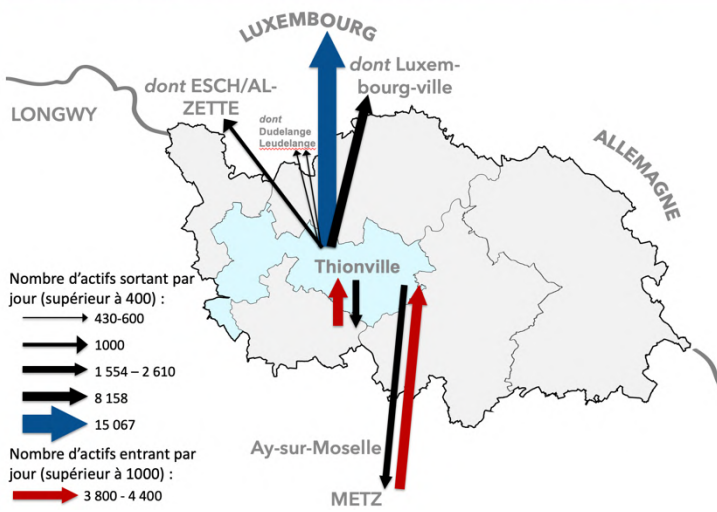 LUXEMBOURG
dont Luxem-
bourg-ville
dont ESCH/AL-
ZETTE
LONGWY
dont
Dudelange
Leudelange
ALLEMAGNE
Thionville
Nombre d'actifs sortant par
jour (supérieur à 400) :
430-600
1000
1 554 – 2 610
8 158
15 067
Nombre d'actifs entrant par
jour (supérieur à 1000) :
3 800 - 4 400
Ay-sur-Moselle
METZ